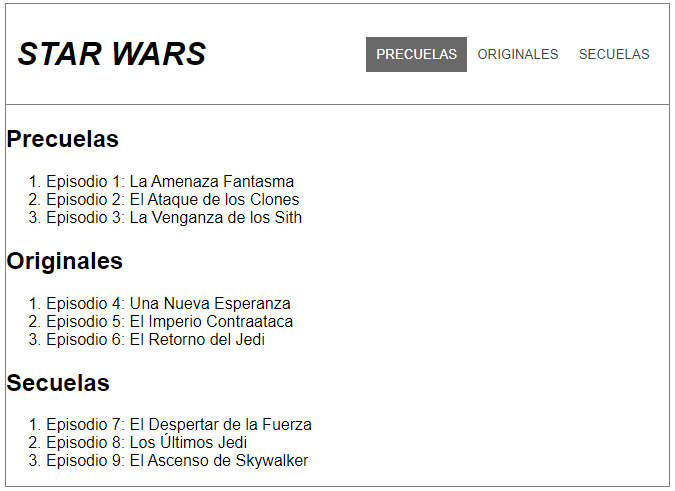 STAR WARS
PRECUELAS ORIGINALES SECUELAS
Precuelas
1. Episodio 1: La Amenaza Fantasma
2. Episodio 2: El Ataque de los Clones
3. Episodio 3: La Venganza de los Sith
Originales
1. Episodio 4: Una Nueva Esperanza
2. Episodio 5: El Imperio Contraataca
3. Episodio 6: El Retorno del Jedi
Secuelas
1. Episodio 7: El Despertar de la Fuerza
2. Episodio 8: Los Últimos Jedi
3. Episodio 9: El Ascenso de Skywalker